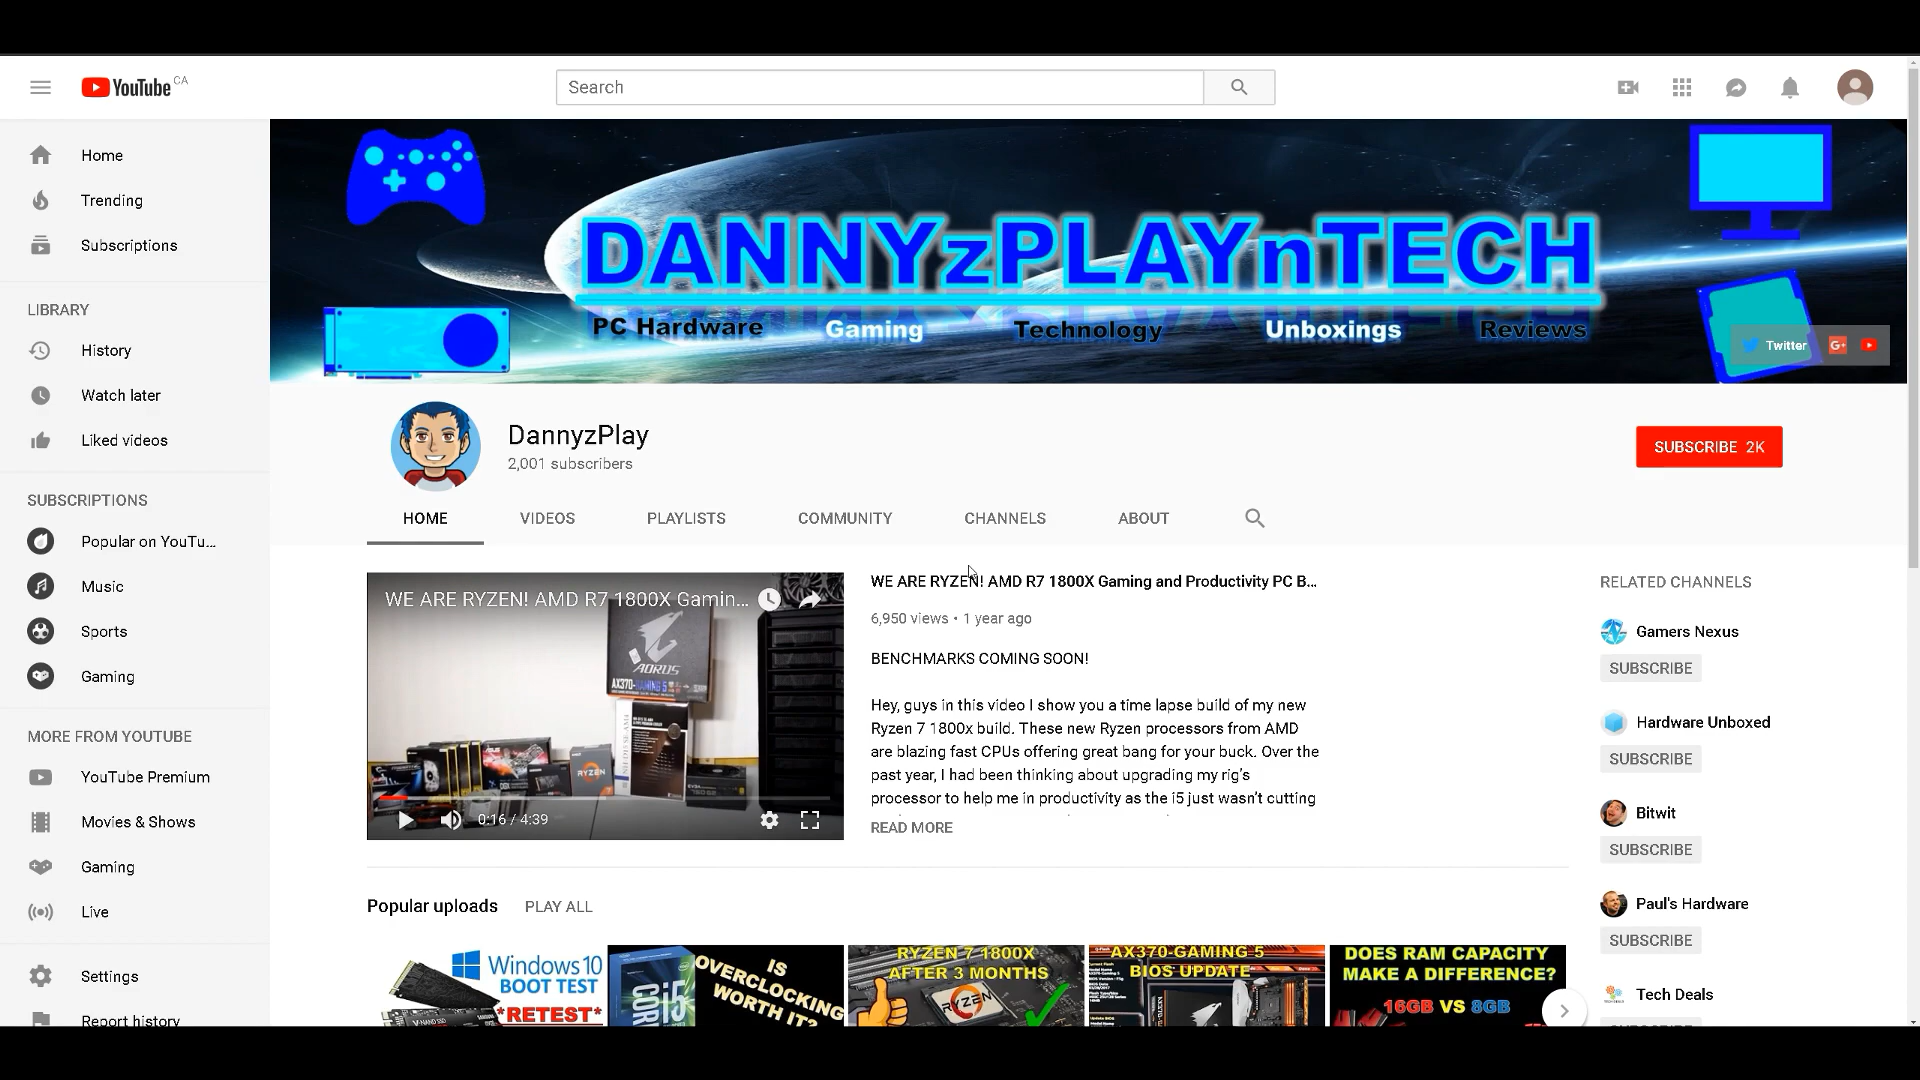 YouTube CA
Search
Home
Trending
Subscriptions
LIBRARY
History
Watch later
Liked videos
SUBSCRIPTIONS
Popular on YouTu...
Music
Sports
Gaming
MORE FROM YOUTUBE
YouTube Premium
Movies & Shows
Gaming
Live
Settings
Report history
DANNYzPLAYnTECH
PC Hardware Gaming Technology Unboxings Reviews
Twitter G+
DannyzPlay
2,001 subscribers
SUBSCRIBE 2K
HOME VIDEOS PLAYLISTS COMMUNITY CHANNELS ABOUT
WE ARE RYZEN! AMD R7 1800X Gamin...
AORUS
AX370-GAMING 5
RYZEN
0:16 / 4:39
WE ARE RYZEN! AMD R7 1800X Gaming and Productivity PC B...
6,950 views • 1 year ago
BENCHMARKS COMING SOON!
Hey, guys in this video I show you a time lapse build of my new
Ryzen 7 1800x build. These new Ryzen processors from AMD
are blazing fast CPUs offering great bang for your buck. Over the
past year, I had been thinking about upgrading my rig's
processor to help me in productivity as the i5 just wasn't cutting
READ MORE
RELATED CHANNELS
Gamers Nexus
SUBSCRIBE
Hardware Unboxed
SUBSCRIBE
Bitwit
SUBSCRIBE
Paul's Hardware
SUBSCRIBE
Tech Deals
Popular uploads PLAY ALL
Windows 10
BOOT TEST
*RETEST*
CORE i5
IS
OVERCLOCKING
WORTH IT?
RYZEN 7 1800X
AFTER 3 MONTHS
RYZEN
AX370-GAMING 5
BIOS UPDATE
DOES RAM CAPACITY
MAKE A DIFFERENCE?
16GB VS 8GB